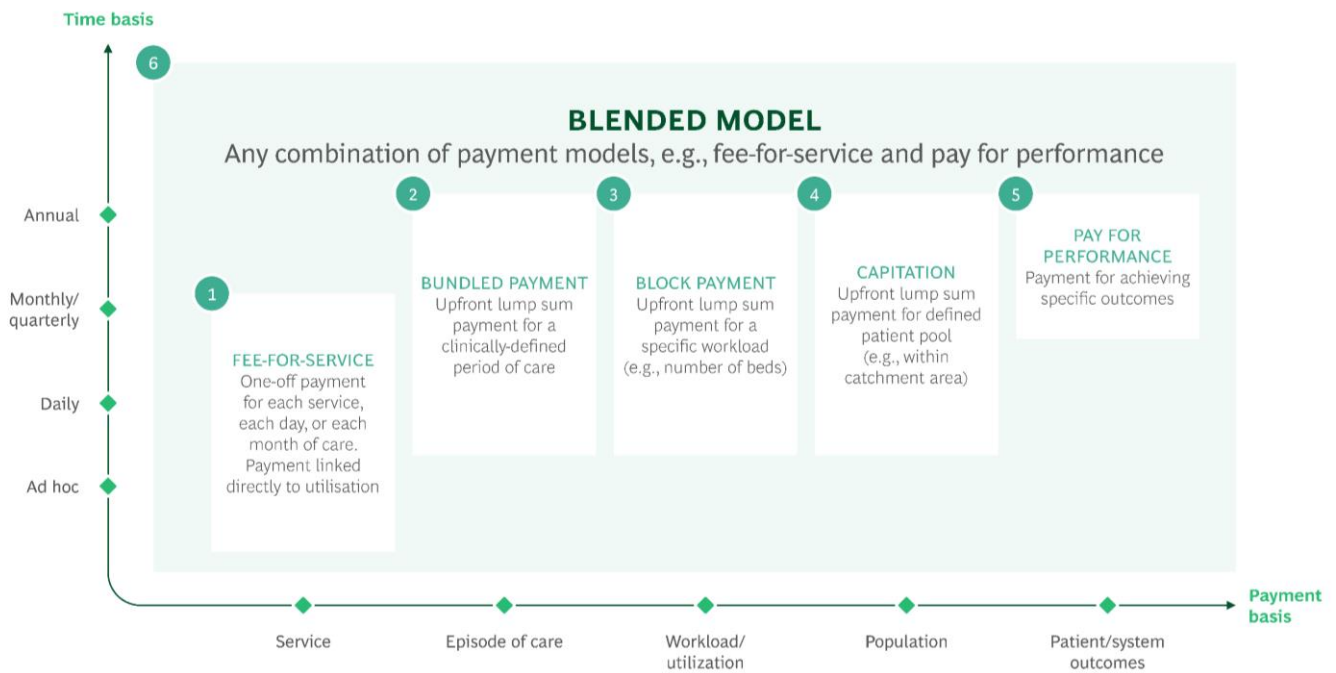 Time basis
6
BLENDED MODEL
Any combination of payment models, e.g., fee-for-service and pay for performance
Annual
Monthly/
quarterly
Daily
Ad hoc
1
FEE-FOR-SERVICE
One-off payment
for each service,
each day, or each
month of care.
Payment linked
directly to utilisation
2
BUNDLED PAYMENT
Upfront lump sum
payment for a
clinically-defined
period of care
3
BLOCK PAYMENT
Upfront lump sum
payment for a
specific workload
(e.g., number of beds)
4
CAPITATION
Upfront lump sum
payment for defined
patient pool
(e.g., within
catchment area)
5
PAY FOR
PERFORMANCE
Payment for achieving
specific outcomes
Service
Episode of care
Workload/
utilization
Population
Patient/system
outcomes
Payment
basis